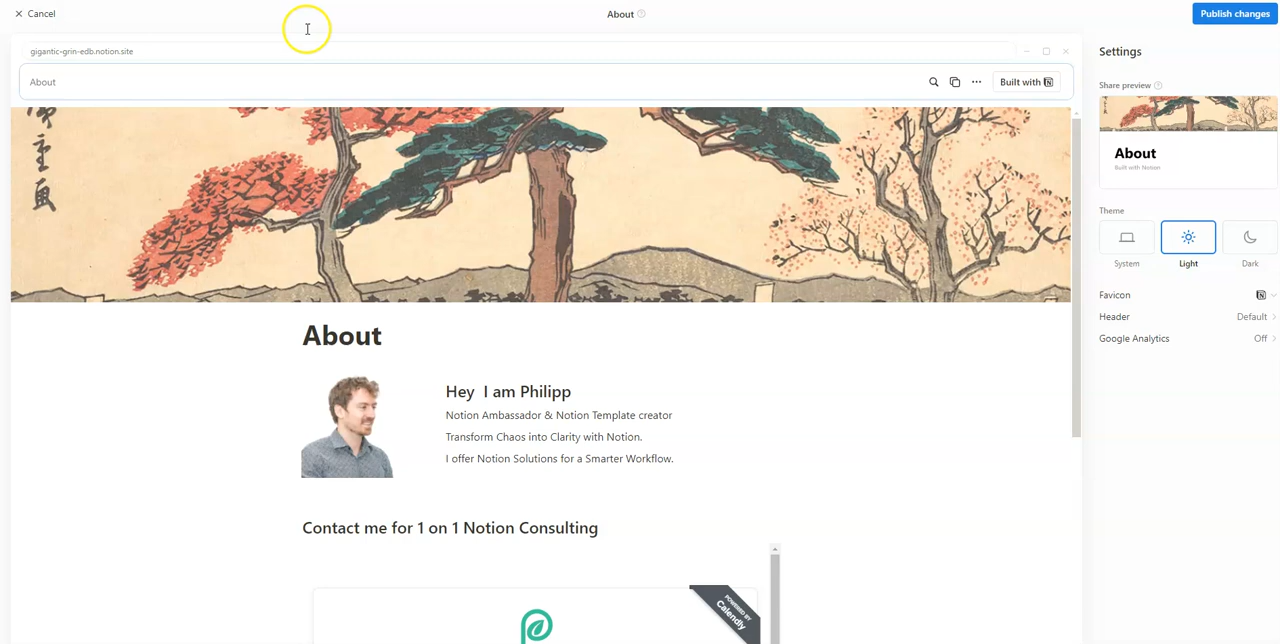 Cancel
About
Publish changes
gigantic-grin-edb.notion.site
Settings
About
Built with
Share preview
About
Built with Notion
Theme
System
Light
Dark
Favicon
Header
Default
Google Analytics
Off
About
Hey I am Philipp
Notion Ambassador & Notion Template creator
Transform Chaos into Clarity with Notion.
I offer Notion Solutions for a Smarter Workflow.
Contact me for 1 on 1 Notion Consulting
POWERED BY
Calendly